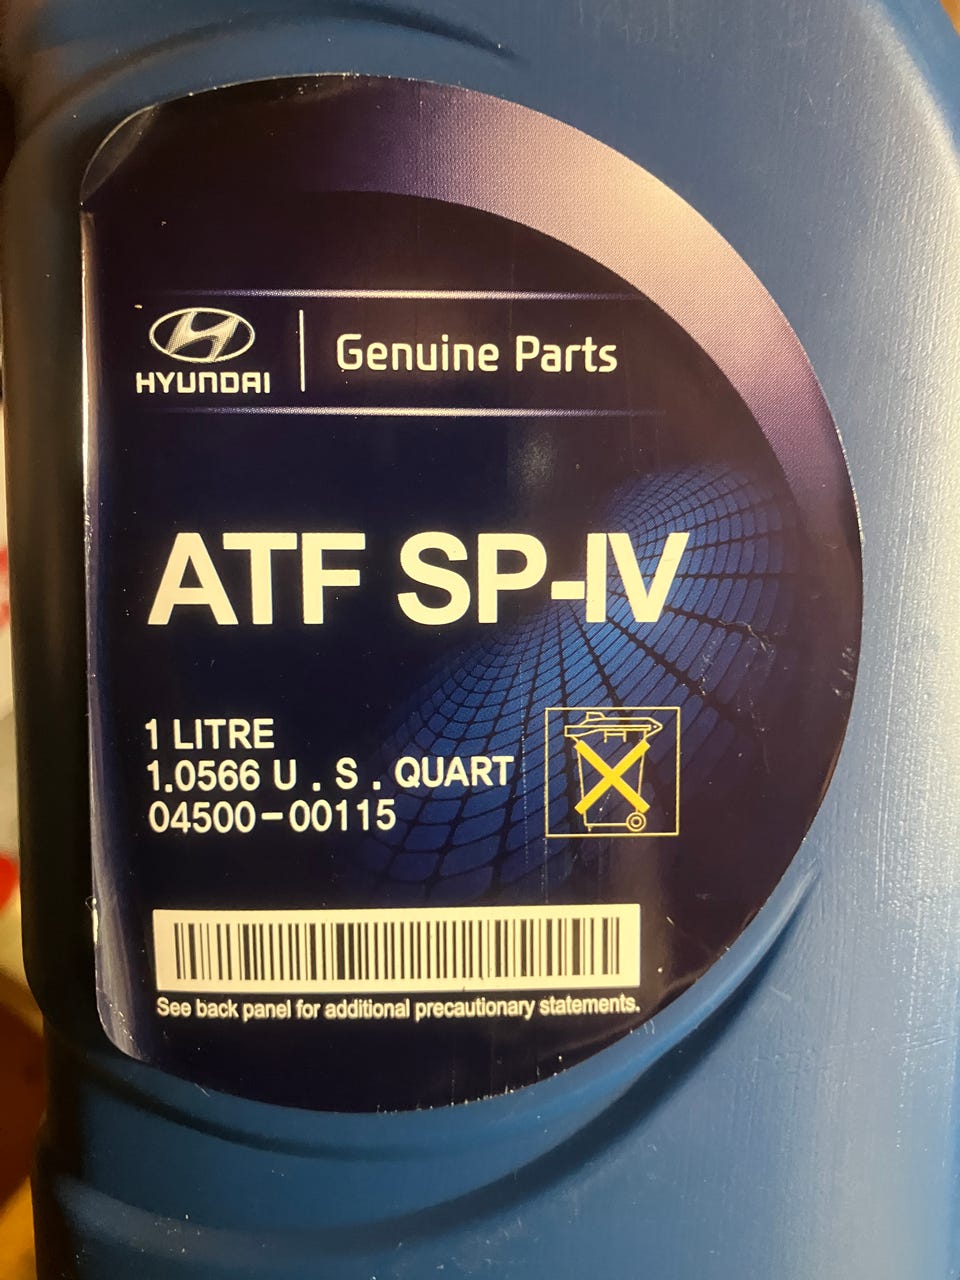 HYUNDAI
Genuine Parts
ATF SP-IV
1 LITRE
1.0566 U . S . QUART
04500-00115
See back panel for additional precautionary statements.